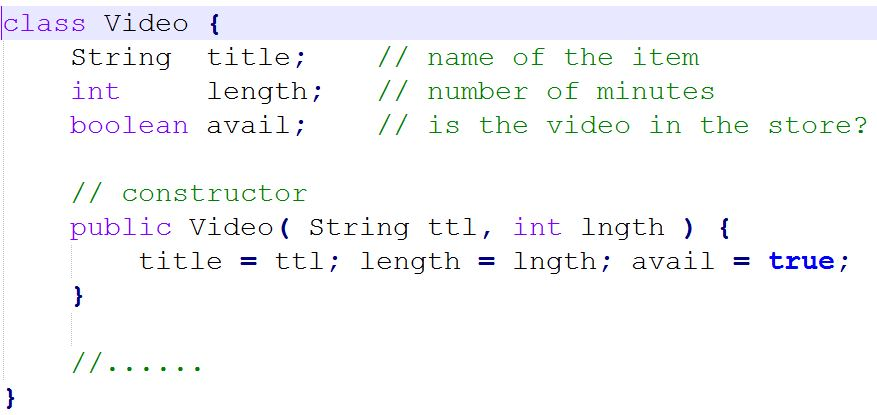 class Video {
    String  title;    // name of the item
    int     length;   // number of minutes
    boolean avail;    // is the video in the store?
    // constructor
    public Video( String ttl, int lngth ) {
        title = ttl; length = lngth; avail = true;
    }
    //......
}